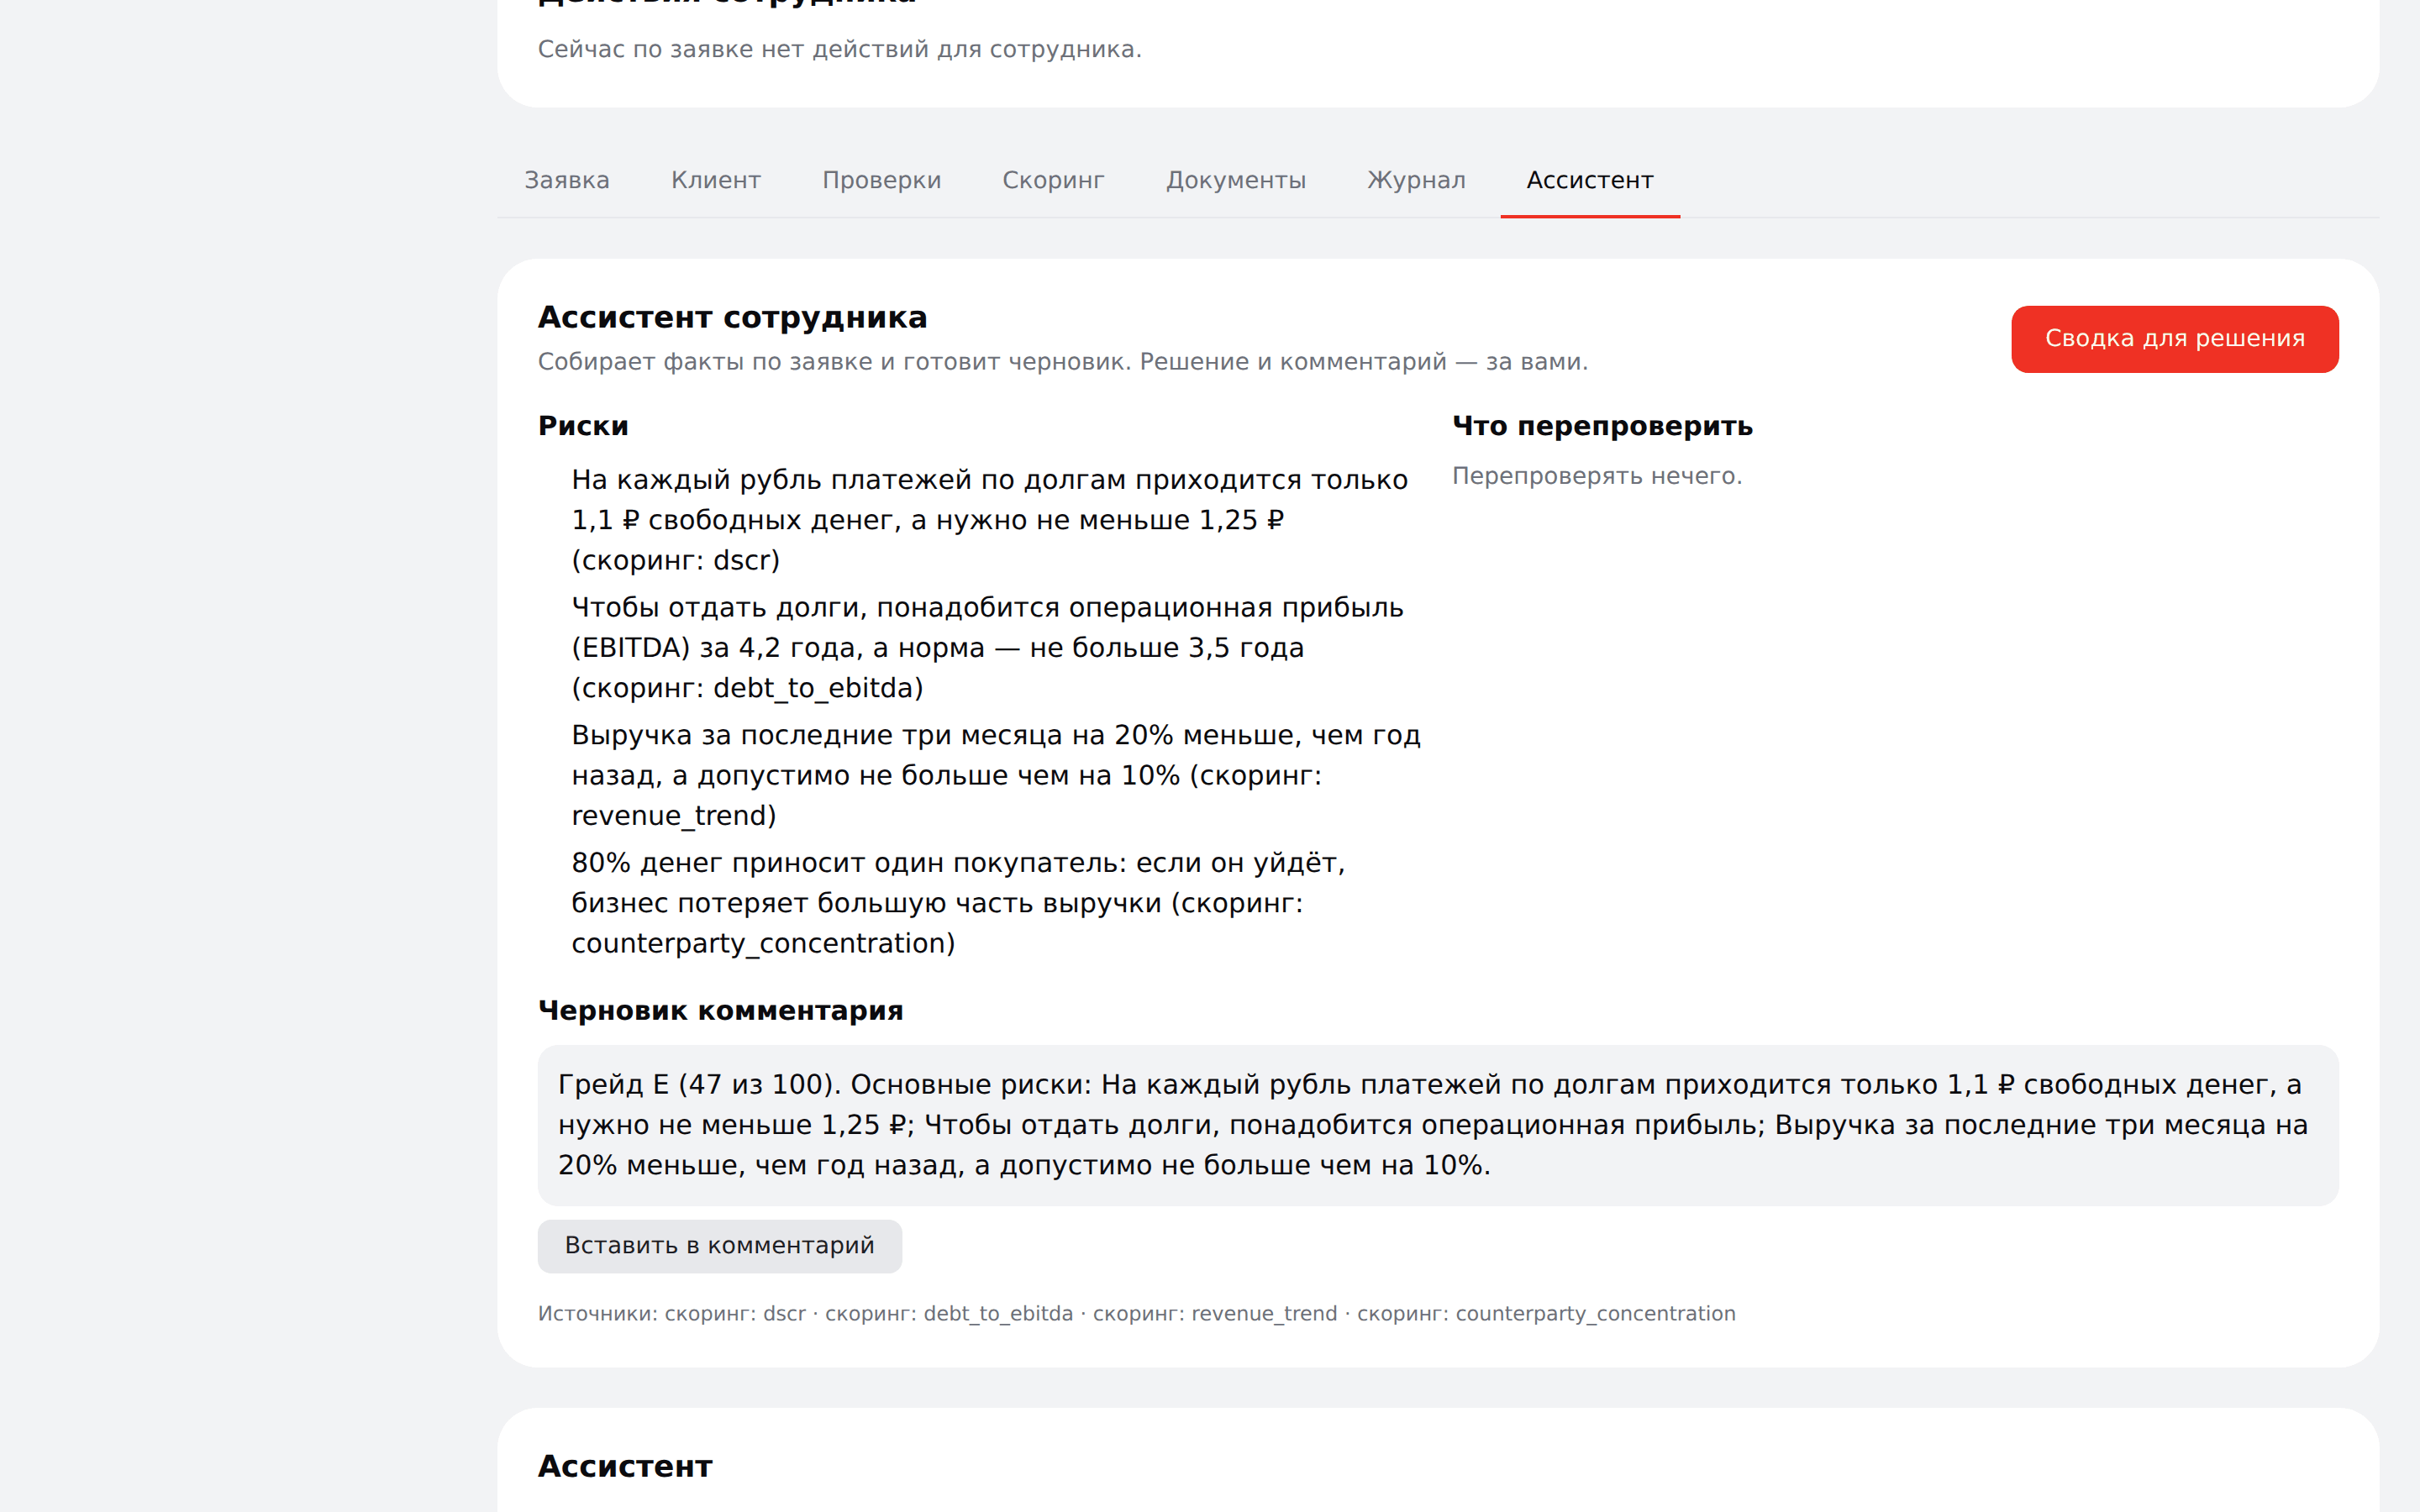 Действия сотрудника
Сейчас по заявке нет действий для сотрудника.
Заявка Клиент Проверки Скоринг Документы Журнал Ассистент
Ассистент сотрудника
Собирает факты по заявке и готовит черновик. Решение и комментарий — за вами.
Сводка для решения
Риски
На каждый рубль платежей по долгам приходится только
1,1 ₽ свободных денег, а нужно не меньше 1,25 ₽
(скоринг: dscr)
Чтобы отдать долги, понадобится операционная прибыль
(EBITDA) за 4,2 года, а норма — не больше 3,5 года
(скоринг: debt_to_ebitda)
Выручка за последние три месяца на 20% меньше, чем год
назад, а допустимо не больше чем на 10% (скоринг:
revenue_trend)
80% денег приносит один покупатель: если он уйдёт,
бизнес потеряет большую часть выручки (скоринг:
counterparty_concentration)
Что перепроверить
Перепроверять нечего.
Черновик комментария
Грейд E (47 из 100). Основные риски: На каждый рубль платежей по долгам приходится только 1,1 ₽ свободных денег, а
нужно не меньше 1,25 ₽; Чтобы отдать долги, понадобится операционная прибыль; Выручка за последние три месяца на
20% меньше, чем год назад, а допустимо не больше чем на 10%.
Вставить в комментарий
Источники: скоринг: dscr · скоринг: debt_to_ebitda · скоринг: revenue_trend · скоринг: counterparty_concentration
Ассистент